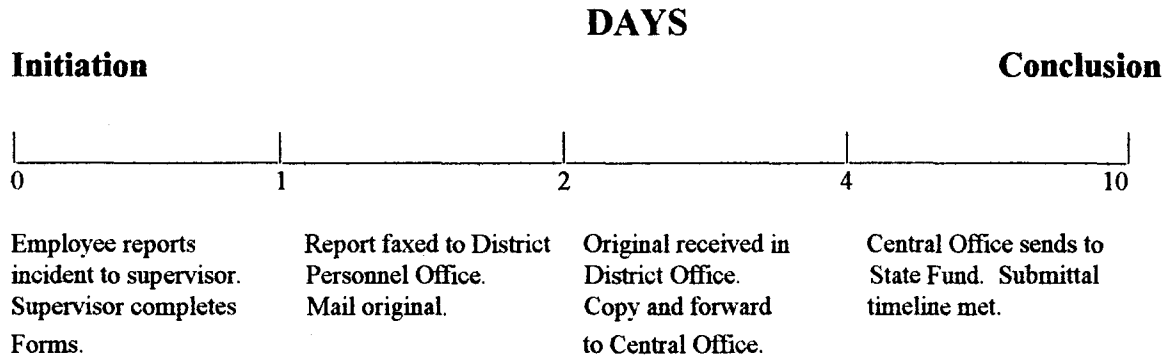 DAYS
Initiation Conclusion
0 1 2 4 10
Employee reports
incident to supervisor.
Supervisor completes
Forms.
Report faxed to District
Personnel Office.
Mail original.
Original received in
District Office.
Copy and forward
to Central Office.
Central Office sends to
State Fund. Submittal
timeline met.